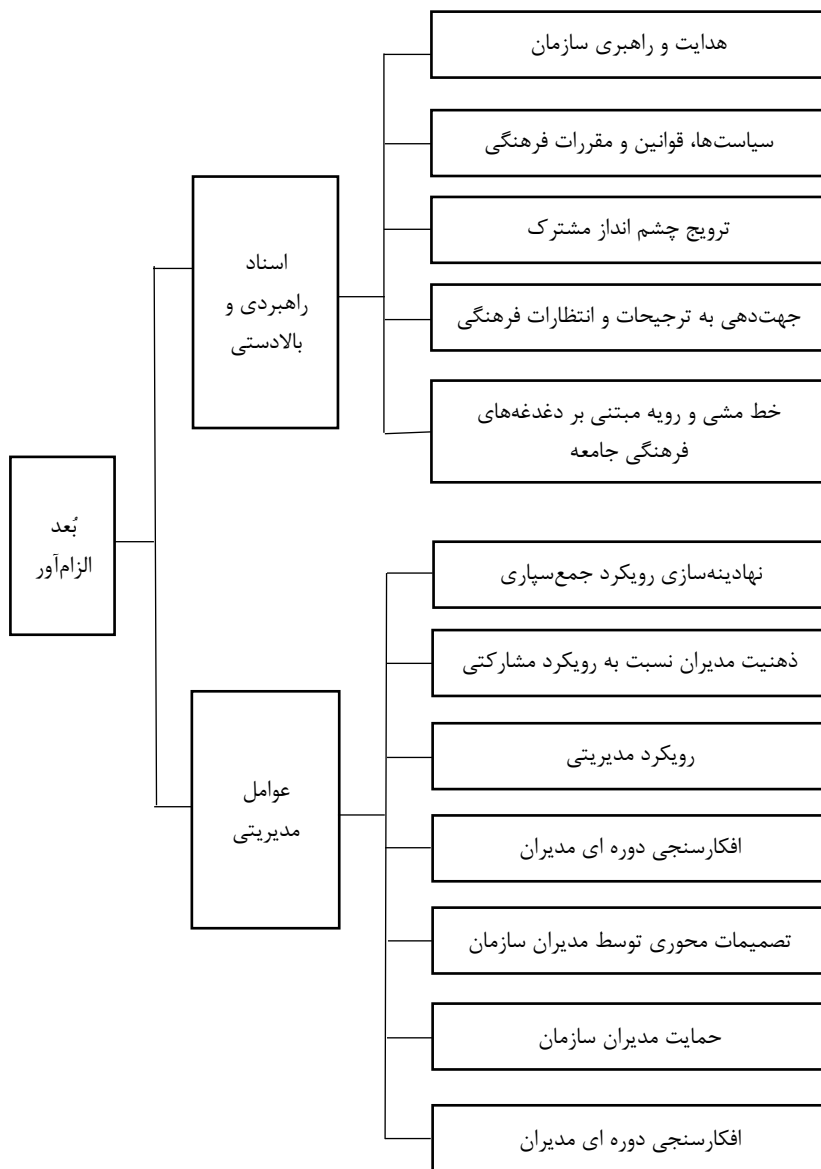 هدایت و راهبری سازمان
سیاست‌ها، قوانین و مقررات فرهنگی
ترویج چشم انداز مشترک
جهت‌دهی به ترجیحات و انتظارات فرهنگی
خط مشی و رویه مبتنی بر دغدغه‌های
فرهنگی جامعه
اسناد
راهبردی و
بالادستی
بُعد
الزام‌آور
نهادینه‌سازی رویکرد جمع‌سپاری
ذهنیت مدیران نسبت به رویکرد مشارکتی
رویکرد مدیریتی
افکارسنجی دوره ای مدیران
تصمیمات محوری توسط مدیران سازمان
حمایت مدیران سازمان
افکارسنجی دوره ای مدیران
عوامل
مدیریتی